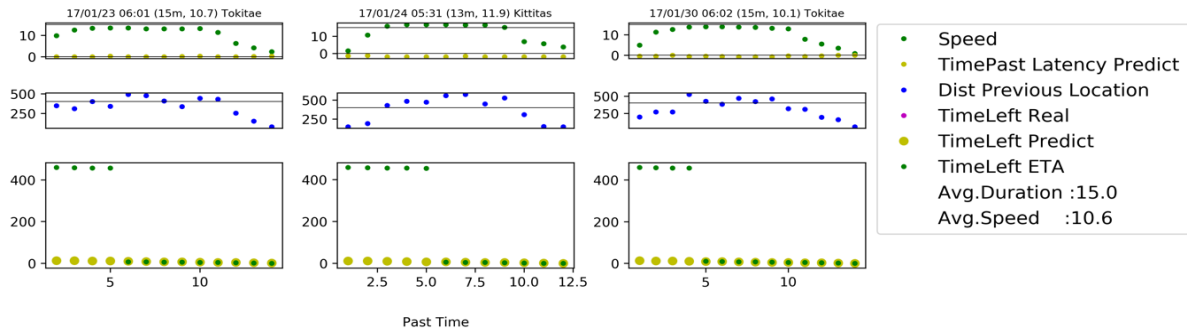 17/01/23 06:01 (15m, 10.7) Tokitae
17/01/24 05:31 (13m, 11.9) Kittitas
17/01/30 06:02 (15m, 10.1) Tokitae
10
0
10
0
10
0
500
250
500
250
500
250
400
200
0
400
200
0
400
200
0
5 10
2.5 5.0 7.5 10.0 12.5
5 10
Past Time
Speed
TimePast Latency Predict
Dist Previous Location
TimeLeft Real
TimeLeft Predict
TimeLeft ETA
Avg.Duration :15.0
Avg.Speed :10.6